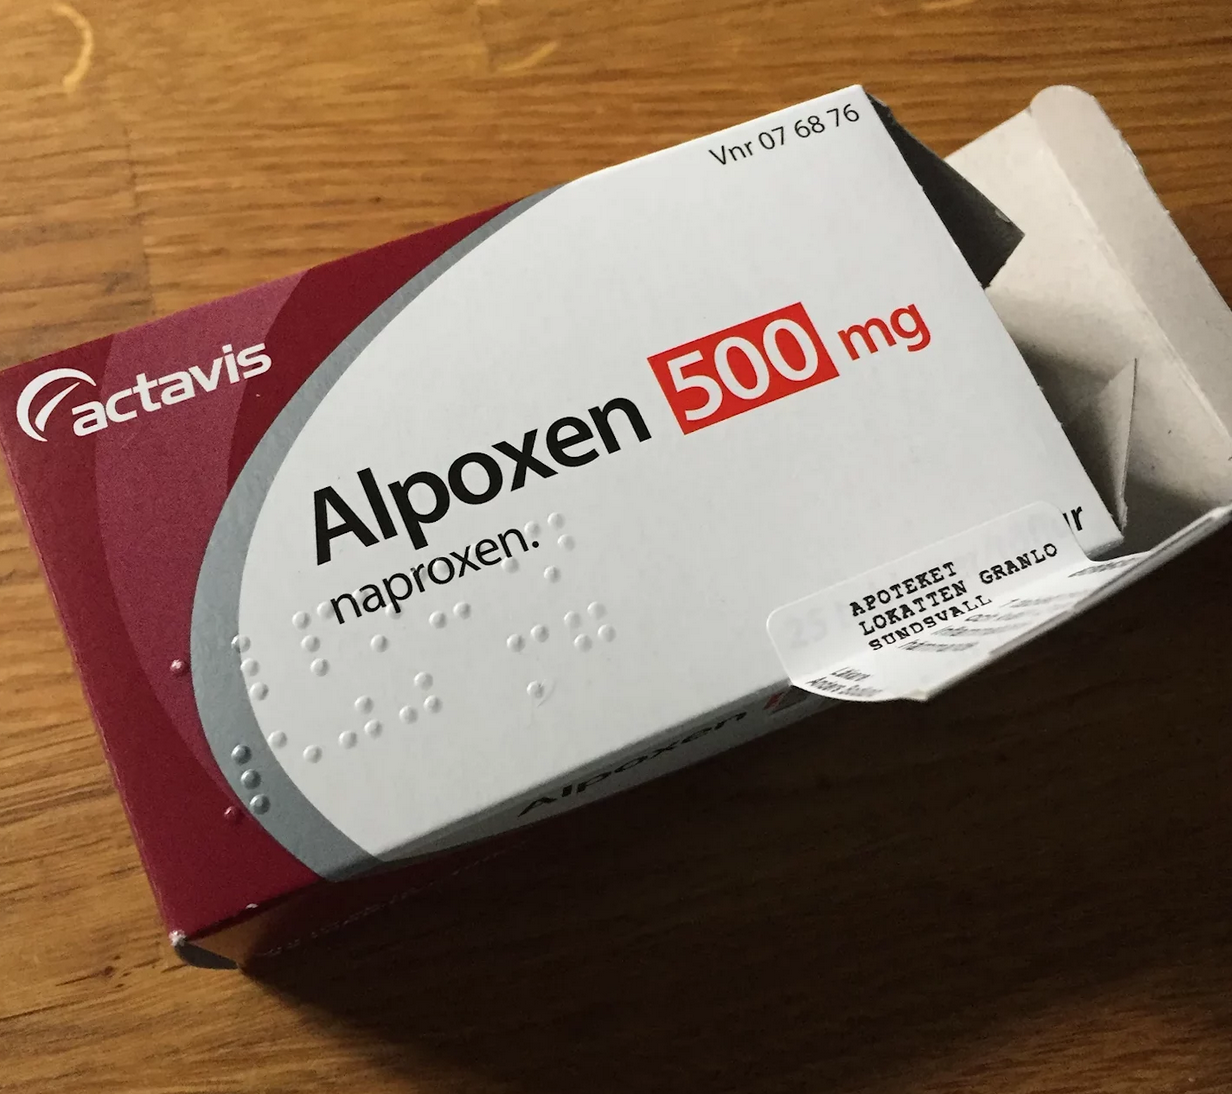 Vnr 07 68 76
actavis
Alpoxen 500 mg
naproxen.
APOTEKET
LOKATTEN GRANLO
SUNDSVALL
Alpoxen